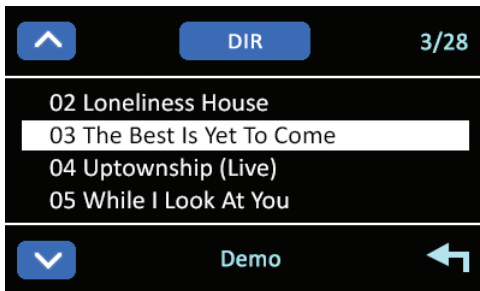 DIR 3/28
02 Loneliness House
03 The Best Is Yet To Come
04 Uptownship (Live)
05 While I Look At You
Demo